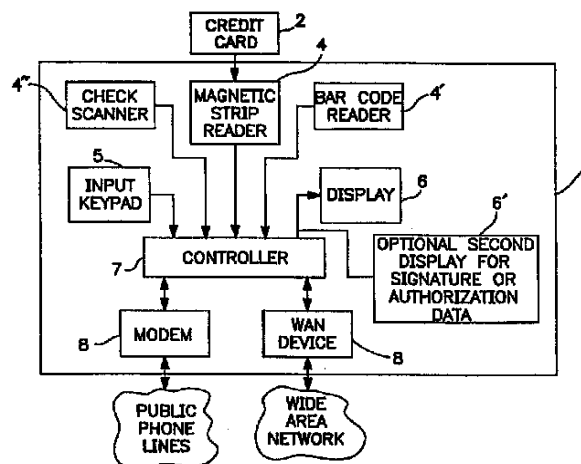 CREDIT
CARD
2
4
4"
CHECK
SCANNER
MAGNETIC
STRIP
READER
BAR CODE
READER
4'
5
INPUT
KEYPAD
DISPLAY
6
6'
OPTIONAL SECOND
DISPLAY FOR
SIGNATURE OR
AUTHORIZATION
DATA
7
CONTROLLER
8
MODEM
WAN
DEVICE
8
PUBLIC
PHONE
LINES
WIDE
AREA
NETWORK